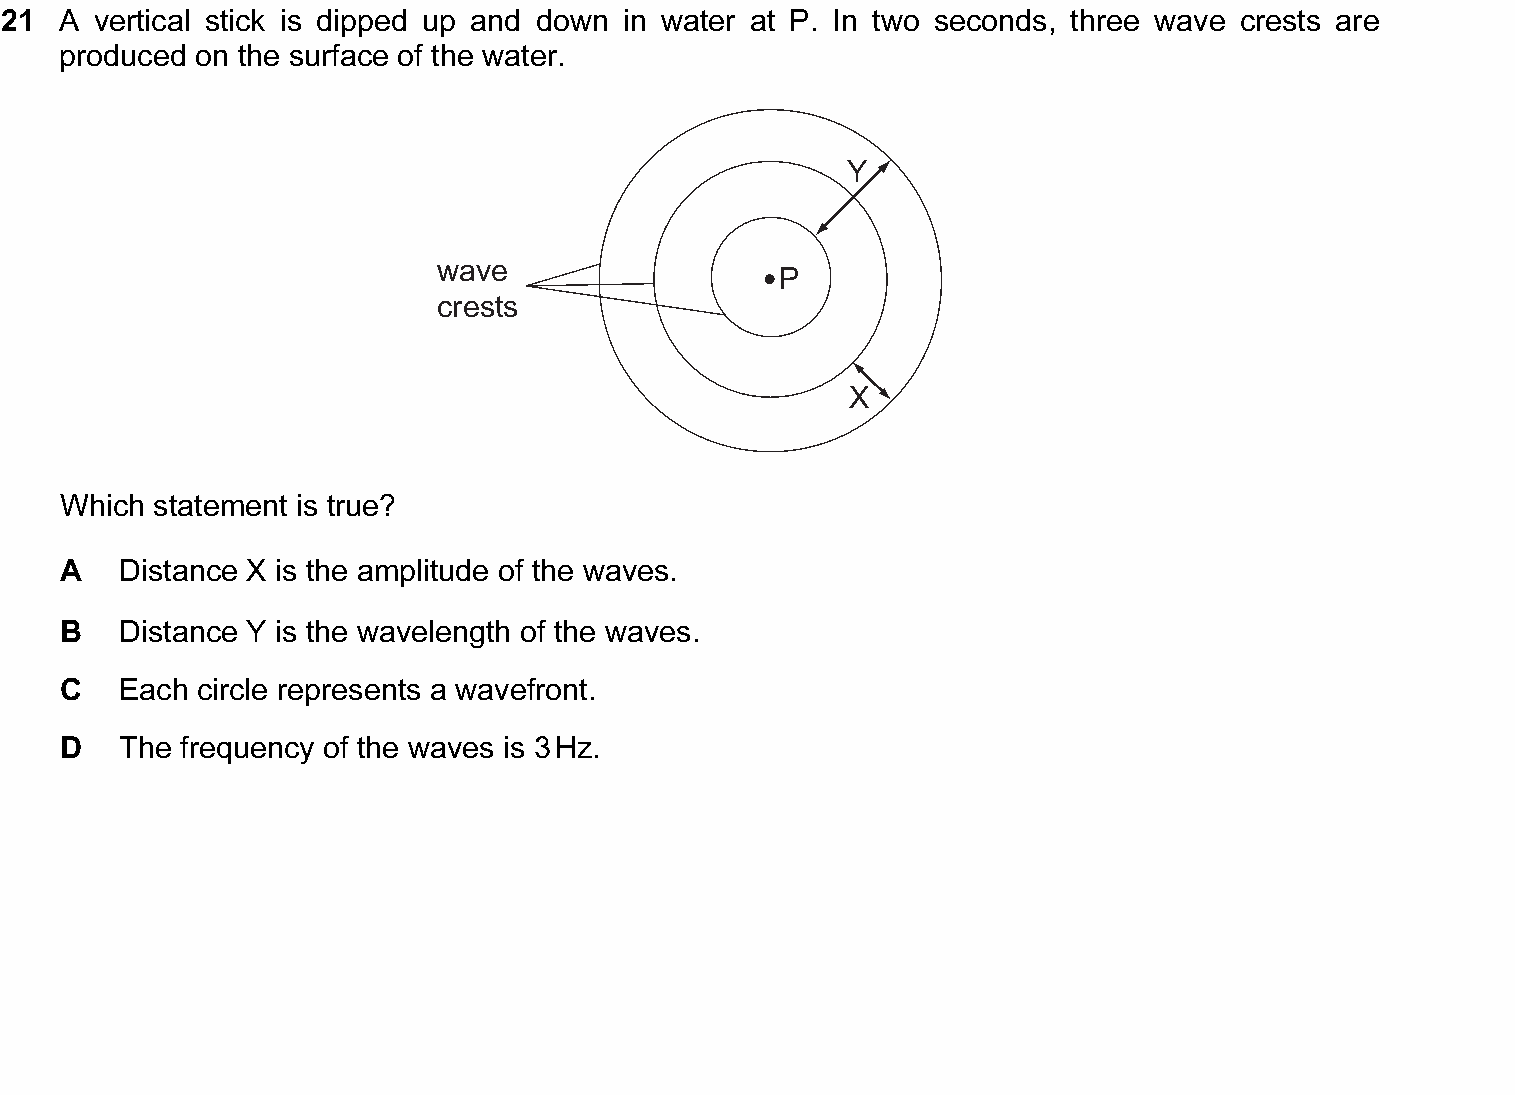 21 A vertical stick is dipped up and down in water at P. In two seconds, three wave crests are
produced on the surface of the water.
Y
wave
crests
P
X
Which statement is true?
A Distance X is the amplitude of the waves.
B Distance Y is the wavelength of the waves.
C Each circle represents a wavefront.
D The frequency of the waves is 3 Hz.